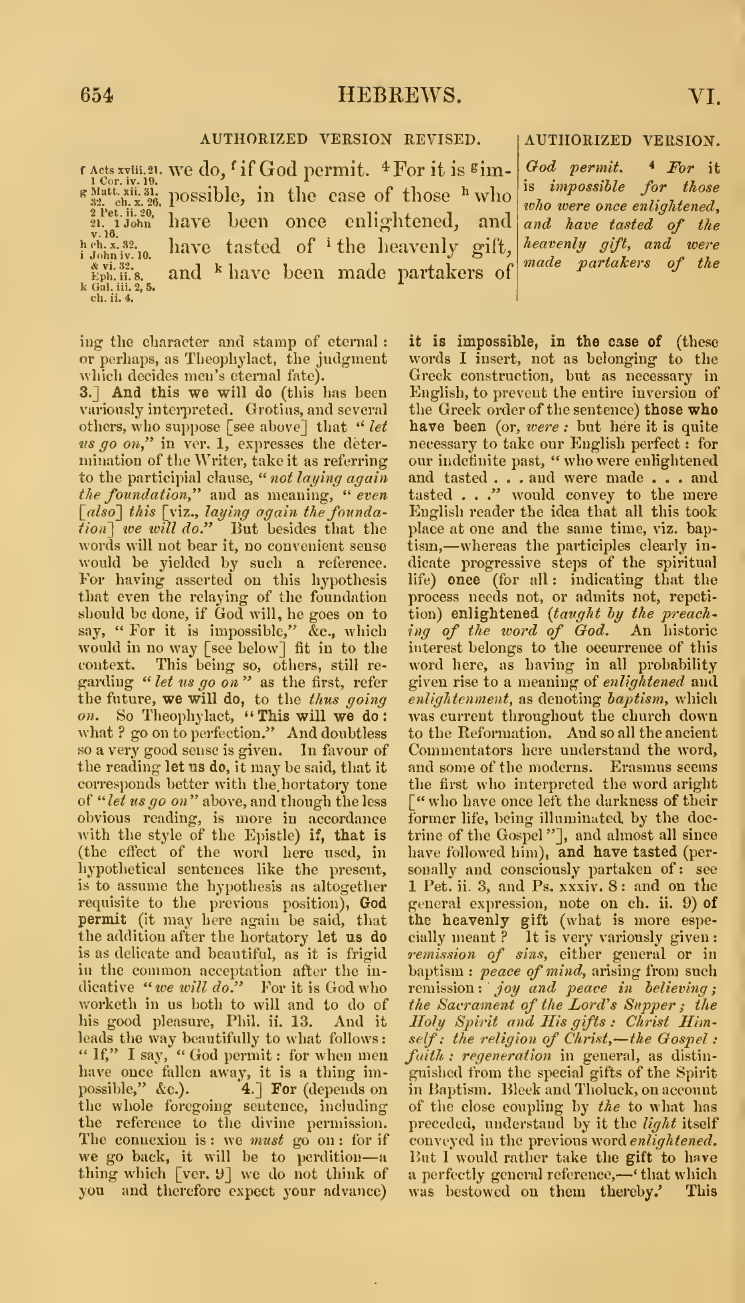 654
HEBREWS.
VI.
AUTHORIZED VERSION REVISED.
f Acts xviii. 21.
1 Cor. iv. 19.
g Matt. xii. 31,
32. ch. x. 26.
2 Pet. ii. 20,
21. 1 John
v. 16.
h ch. x. 32.
i John iv. 10.
& vi. 32.
Eph. ii. 8.
k Gal. iii. 2, 5.
ch. ii. 4.
we do, f if God permit. 4 For it is g im-
possible, in the case of those h who
have been once enlightened, and
have tasted of i the heavenly gift,
and k have been made partakers of
AUTHORIZED VERSION.
God permit. 4 For it
is impossible for those
who were once enlightened,
and have tasted of the
heavenly gift, and were
made partakers of the
ing the character and stamp of eternal :
or perhaps, as Theophylact, the judgment
which decides men's eternal fate).
3.] And this we will do (this has been
variously interpreted. Grotius, and several
others, who suppose [see above] that “ let
us go on,” in ver. 1, expresses the deter-
mination of the Writer, take it as referring
to the participial clause, “ not laying again
the foundation,” and as meaning, “ even
[also] this [viz., laying again the founda-
tion] we will do.” But besides that the
words will not bear it, no convenient sense
would be yielded by such a reference.
For having asserted on this hypothesis
that even the relaying of the foundation
should be done, if God will, he goes on to
say, “ For it is impossible,” &c., which
would in no way [see below] fit in to the
context. This being so, others, still re-
garding “ let us go on ” as the first, refer
the future, we will do, to the thus going
on. So Theophylact, “ This will we do :
what ? go on to perfection.” And doubtless
so a very good sense is given. In favour of
the reading let us do, it may be said, that it
corresponds better with the hortatory tone
of “ let us go on ” above, and though the less
obvious reading, is more in accordance
with the style of the Epistle) if, that is
(the effect of the word here used, in
hypothetical sentences like the present,
is to assume the hypothesis as altogether
requisite to the previous position), God
permit (it may here again be said, that
the addition after the hortatory let us do
is as delicate and beautiful, as it is frigid
in the common acceptation after the in-
dicative “ we will do.” For it is God who
worketh in us both to will and to do of
his good pleasure, Phil. ii. 13. And it
leads the way beautifully to what follows :
“ If,” I say, “ God permit : for when men
have once fallen away, it is a thing im-
possible,” &c.). 4.] For (depends on
the whole foregoing sentence, including
the reference to the divine permission.
The connexion is : we must go on : for if
we go back, it will be to perdition—a
thing which [ver. 9] we do not think of
you and therefore expect your advance)
it is impossible, in the case of (these
words I insert, not as belonging to the
Greek construction, but as necessary in
English, to prevent the entire inversion of
the Greek order of the sentence) those who
have been (or, were : but here it is quite
necessary to take our English perfect : for
our indefinite past, “ who were enlightened
and tasted . . . and were made . . . and
tasted . . .” would convey to the mere
English reader the idea that all this took
place at one and the same time, viz. bap-
tism,—whereas the participles clearly in-
dicate progressive steps of the spiritual
life) once (for all : indicating that the
process needs not, or admits not, repeti-
tion) enlightened (taught by the preach-
ing of the word of God. An historic
interest belongs to the occurrence of this
word here, as having in all probability
given rise to a meaning of enlightened and
enlightenment, as denoting baptism, which
was current throughout the church down
to the Reformation. And so all the ancient
Commentators here understand the word,
and some of the moderns. Erasmus seems
the first who interpreted the word aright
[“ who have once left the darkness of their
former life, being illuminated by the doc-
trine of the Gospel ”], and almost all since
have followed him), and have tasted (per-
sonally and consciously partaken of : see
1 Pet. ii. 3, and Ps. xxxiv. 8 : and on the
general expression, note on ch. ii. 9) of
the heavenly gift (what is more espe-
cially meant ? It is very variously given :
remission of sins, either general or in
baptism : peace of mind, arising from such
remission : joy and peace in believing ;
the Sacrament of the Lord's Supper ; the
Holy Spirit and His gifts : Christ Him-
self : the religion of Christ,—the Gospel :
faith : regeneration in general, as distin-
guished from the special gifts of the Spirit
in Baptism. Bleek and Tholuck, on account
of the close coupling by the to what has
preceded, understand by it the light itself
conveyed in the previous word enlightened.
But I would rather take the gift to have
a perfectly general reference,—‘ that which
was bestowed on them thereby.’ This